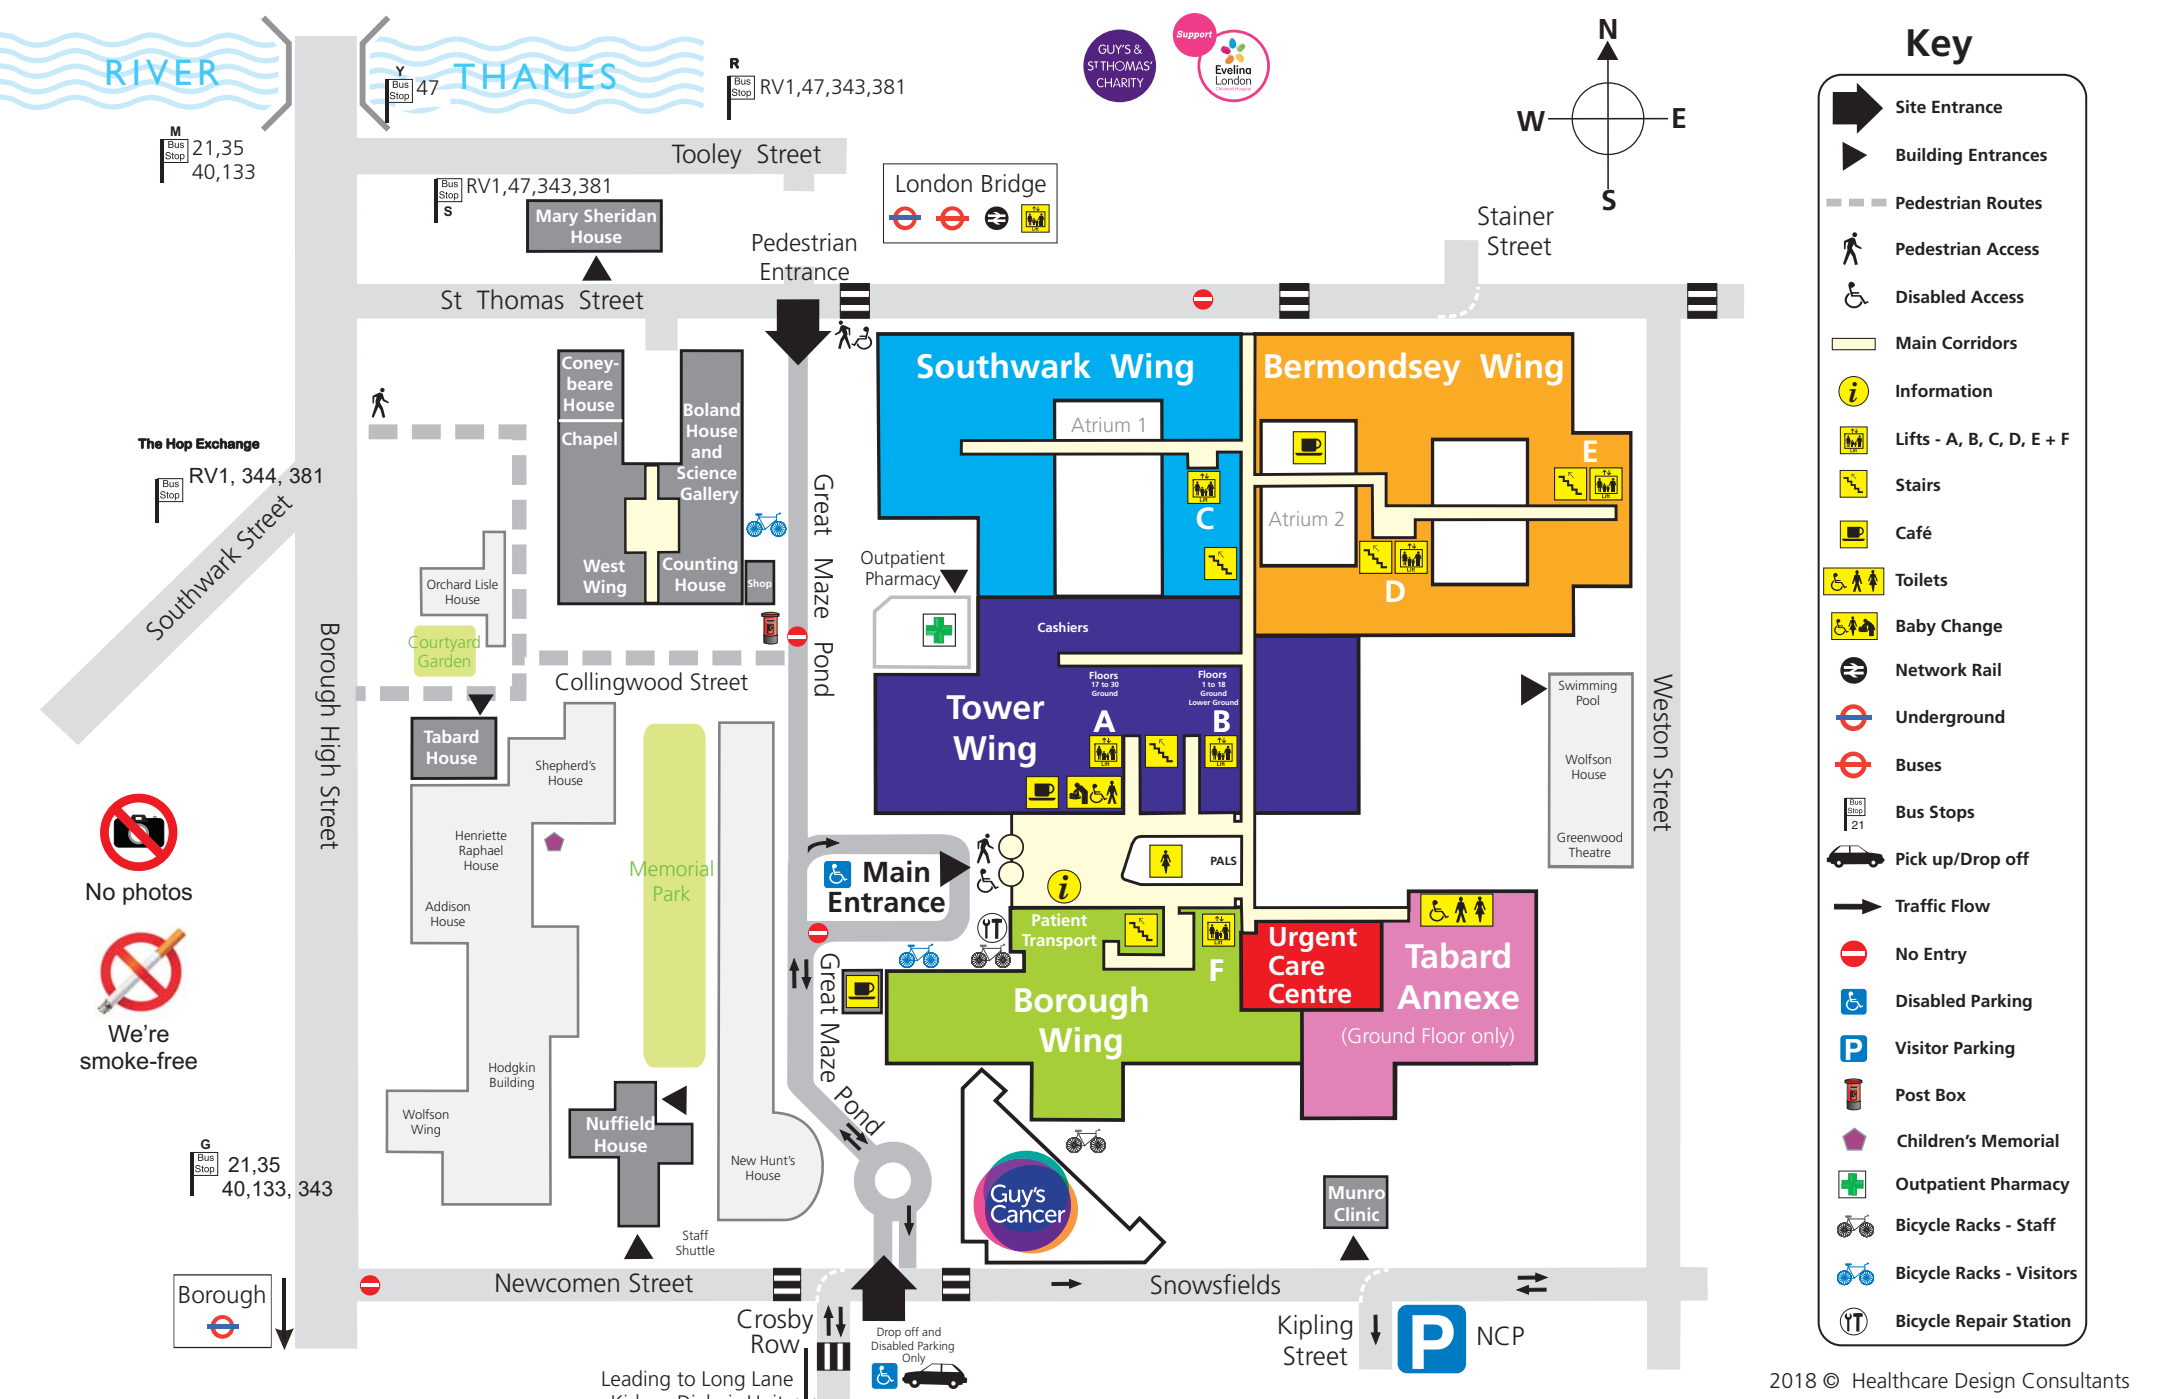 RIVER
THAMES
Y
Bus
Stop
47
R
Bus
Stop
RV1,47,343,381
GUY'S &
ST THOMAS'
CHARITY
Support
Evelina
London
Children's Hospital
N
W
E
S
M
Bus
Stop
21,35
40,133
Tooley Street
Bus
Stop
S
RV1,47,343,381
Mary Sheridan
House
London Bridge
Lift
Pedestrian
Entrance
Stainer
Street
St Thomas Street
Coney-
beare
House
Chapel
West
Wing
Boland
House
and
Science
Gallery
Counting
House
Shop
Great Maze Pond
Southwark Wing
Atrium 1
Lift
C
Bermondsey Wing
Atrium 2
E
Lift
Lift
D
The Hop Exchange
Bus
Stop
RV1, 344, 381
Southwark Street
Borough High Street
Orchard Lisle
House
Courtyard
Garden
Collingwood Street
Outpatient
Pharmacy
Cashiers
Floors
17 to 30
Ground
Floors
1 to 18
Ground
Lower Ground
Tower
Wing
A
B
Lift
Lift
Swimming
Pool
Wolfson
House
Greenwood
Theatre
Weston Street
Tabard
House
Shepherd's
House
Henriette
Raphael
House
Addison
House
Hodgkin
Building
Wolfson
Wing
Memorial
Park
New Hunt's
House
Nuffield
House
Staff
Shuttle
No photos
We're
smoke-free
Main
Entrance
PALS
i
Patient
Transport
Lift
F
Borough
Wing
Urgent
Care
Centre
Tabard
Annexe
(Ground Floor only)
Great Maze Pond
Guy's
Cancer
Munro
Clinic
G
Bus
Stop
21,35
40,133, 343
Borough
Newcomen Street
Snowsfields
Crosby
Row
Drop off and
Disabled Parking
Only
Kipling
Street
P
NCP
Leading to Long Lane
Key
Site Entrance
Building Entrances
Pedestrian Routes
Pedestrian Access
Disabled Access
Main Corridors
i
Information
Lift
Lifts - A, B, C, D, E + F
Stairs
Café
Toilets
Baby Change
Network Rail
Underground
Buses
Bus
Stop
21
Bus Stops
Pick up/Drop off
Traffic Flow
No Entry
Disabled Parking
P
Visitor Parking
Post Box
Children's Memorial
Outpatient Pharmacy
Bicycle Racks - Staff
Bicycle Racks - Visitors
Bicycle Repair Station
2018 © Healthcare Design Consultants